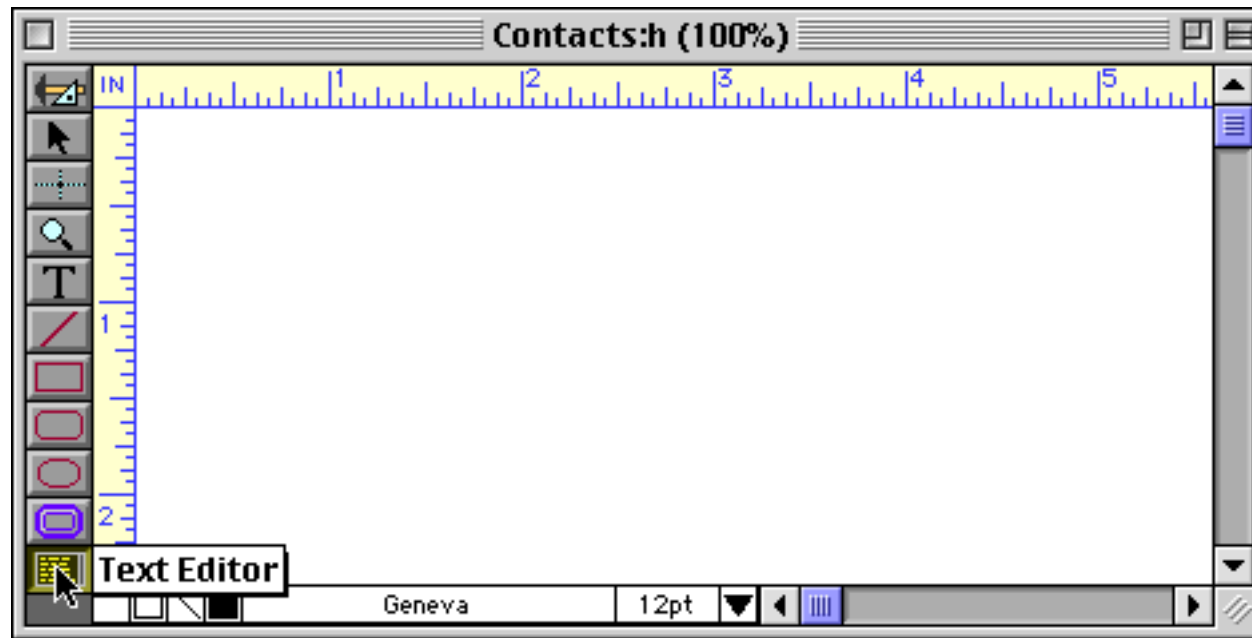 Contacts:h (100%)
IN 1 2 3 4 5
T
1
2
Text Editor
Geneva 12pt